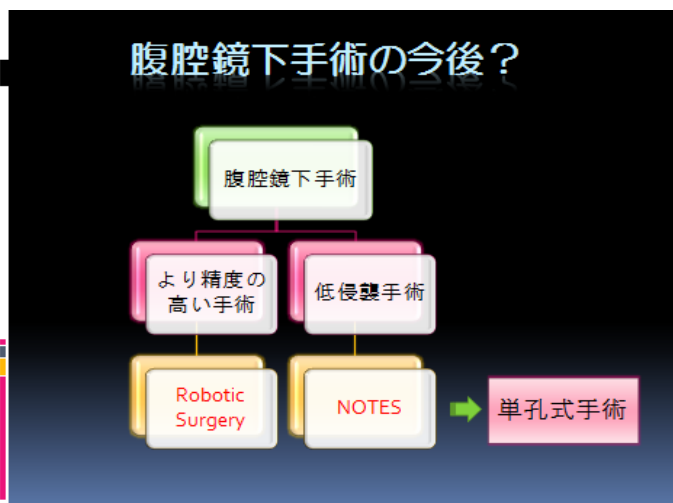 腹腔鏡下手術の今後？
腹腔鏡下手術
より精度の
高い手術
低侵襲手術
Robotic
Surgery
NOTES
単孔式手術